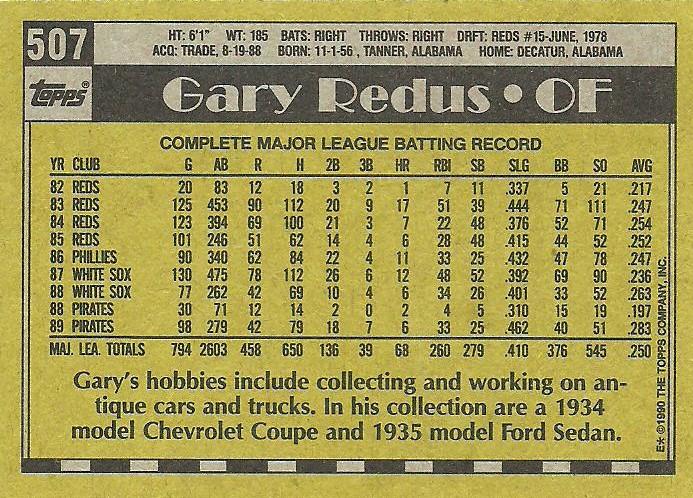 507
HT: 6'1" WT: 185 BATS: RIGHT THROWS: RIGHT DRFT: REDS #15-JUNE, 1978
ACQ: TRADE, 8-19-88 BORN: 11-1-56, TANNER, ALABAMA HOME: DECATUR, ALABAMA
topps®
Gary Redus • OF
COMPLETE MAJOR LEAGUE BATTING RECORD
YR CLUB G AB R H 2B 3B HR RBI SB SLG BB SO AVG
82 REDS 20 83 12 18 3 2 1 7 11 .337 5 21 .217
83 REDS 125 453 90 112 20 9 17 51 39 .444 71 111 .247
84 REDS 123 394 69 100 21 3 7 22 48 .376 52 71 .254
85 REDS 101 246 51 62 14 4 6 28 48 .415 44 52 .252
86 PHILLIES 90 340 62 84 22 4 11 33 25 .432 47 78 .247
87 WHITE SOX 130 475 78 112 26 6 12 48 52 .392 69 90 .236
88 WHITE SOX 77 262 42 69 10 4 6 34 26 .401 33 52 .263
88 PIRATES 30 71 12 14 2 0 2 4 5 .310 15 19 .197
89 PIRATES 98 279 42 79 18 7 6 33 25 .462 40 51 .283
MAJ. LEA. TOTALS 794 2603 458 650 136 39 68 260 279 .410 376 545 .250
Gary's hobbies include collecting and working on an-
tique cars and trucks. In his collection are a 1934
model Chevrolet Coupe and 1935 model Ford Sedan.
E* ©1990 THE TOPPS COMPANY, INC.